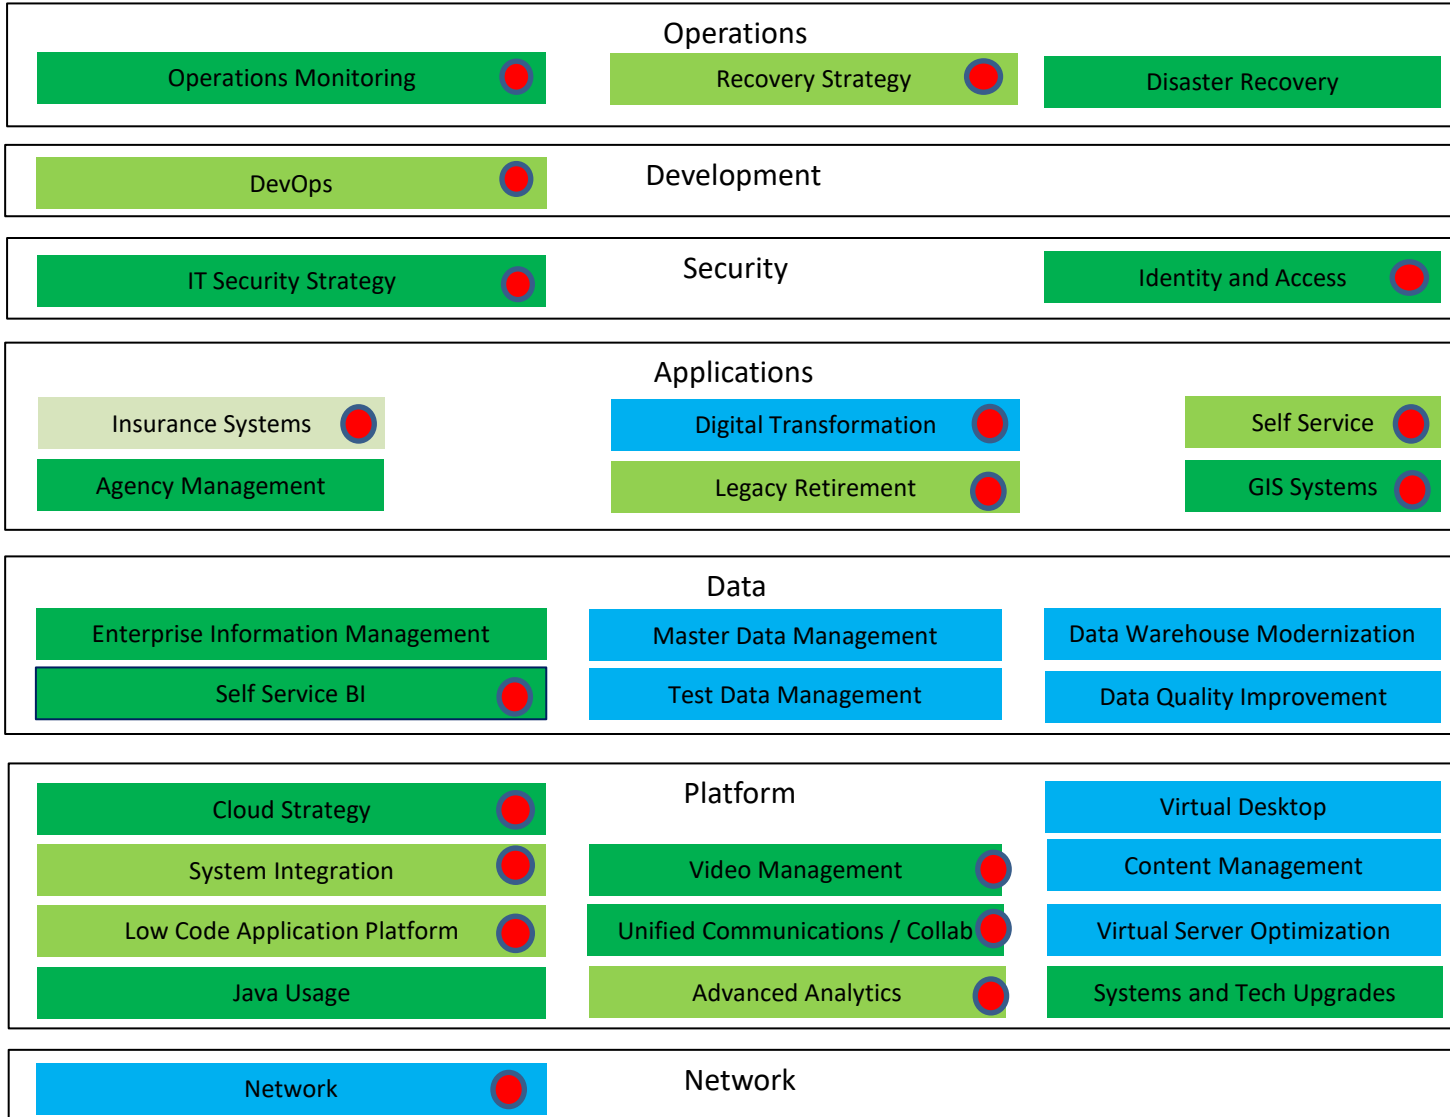 Operations
Operations Monitoring
Recovery Strategy
Disaster Recovery
Development
DevOps
Security
IT Security Strategy
Identity and Access
Applications
Insurance Systems
Digital Transformation
Self Service
Agency Management
Legacy Retirement
GIS Systems
Data
Enterprise Information Management
Master Data Management
Data Warehouse Modernization
Self Service BI
Test Data Management
Data Quality Improvement
Platform
Cloud Strategy
Virtual Desktop
System Integration
Video Management
Content Management
Low Code Application Platform
Unified Communications / Collab
Virtual Server Optimization
Java Usage
Advanced Analytics
Systems and Tech Upgrades
Network
Network